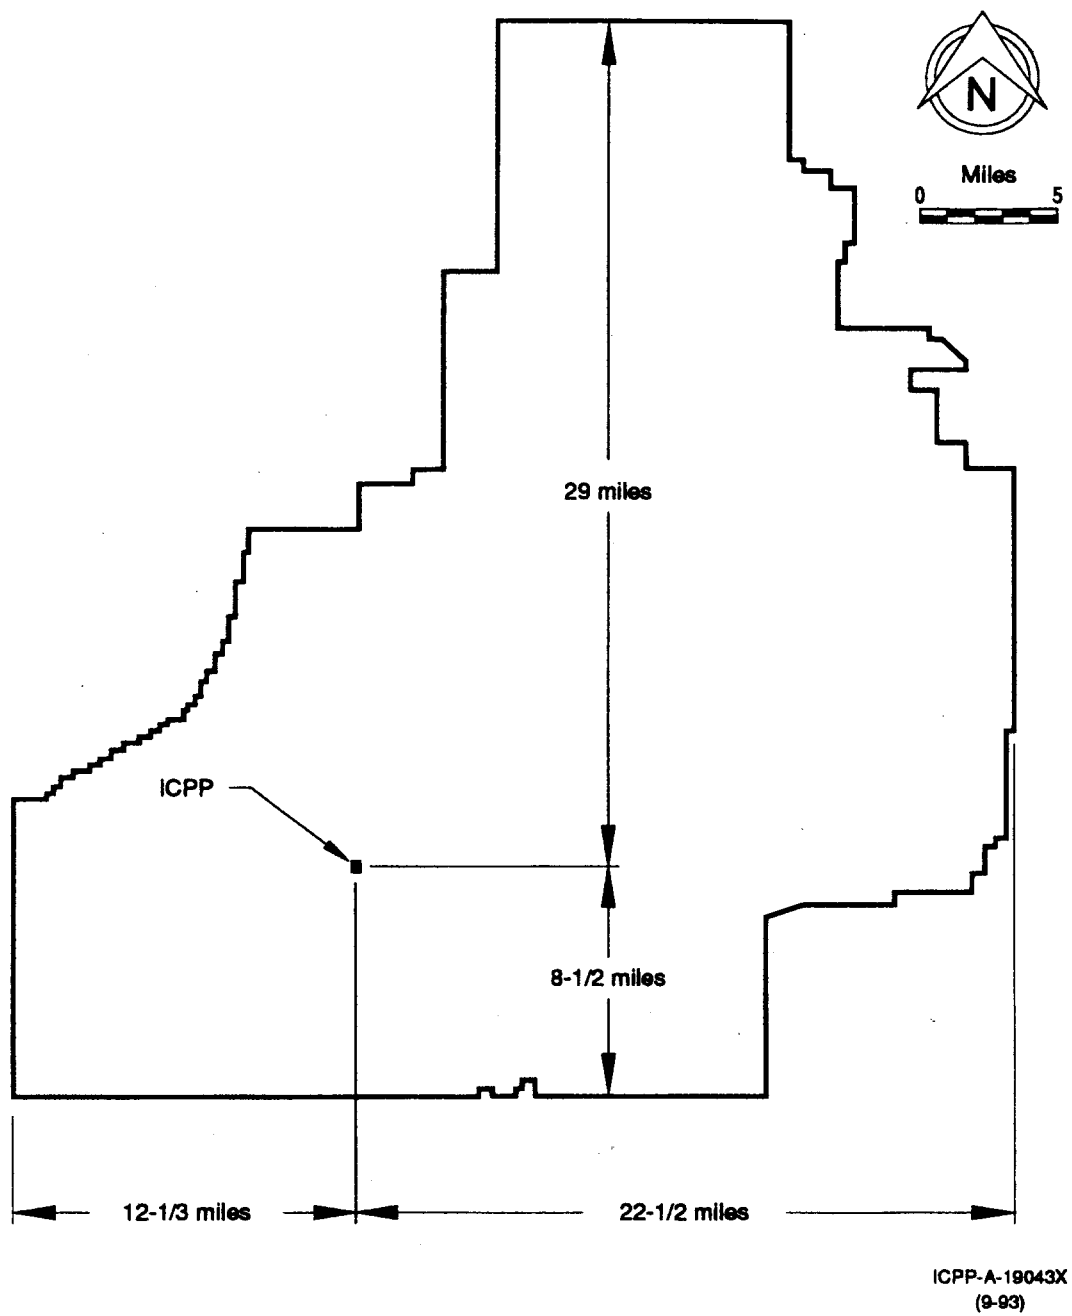 N
Miles
0 5
29 miles
ICPP
8-1/2 miles
12-1/3 miles
22-1/2 miles
ICPP-A-19043X
(9-93)